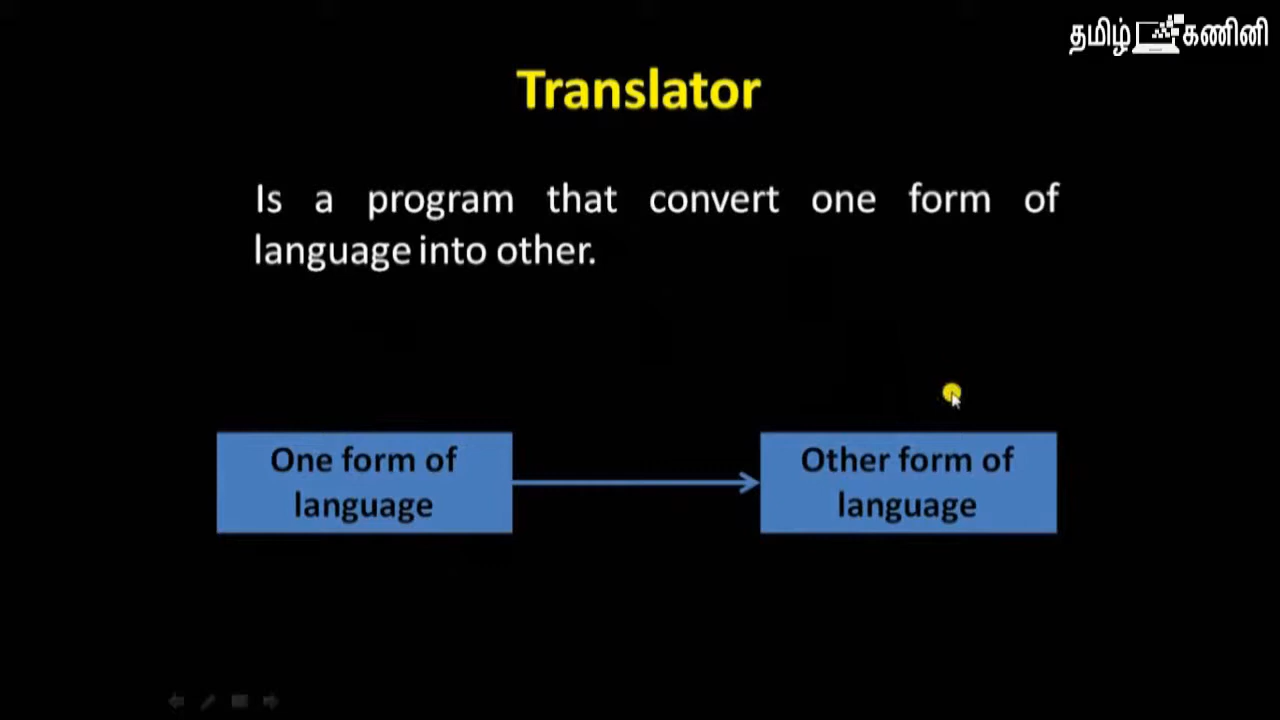 தமிழ் கணினி
Translator
Is a program that convert one form of
language into other.
One form of
language
Other form of
language